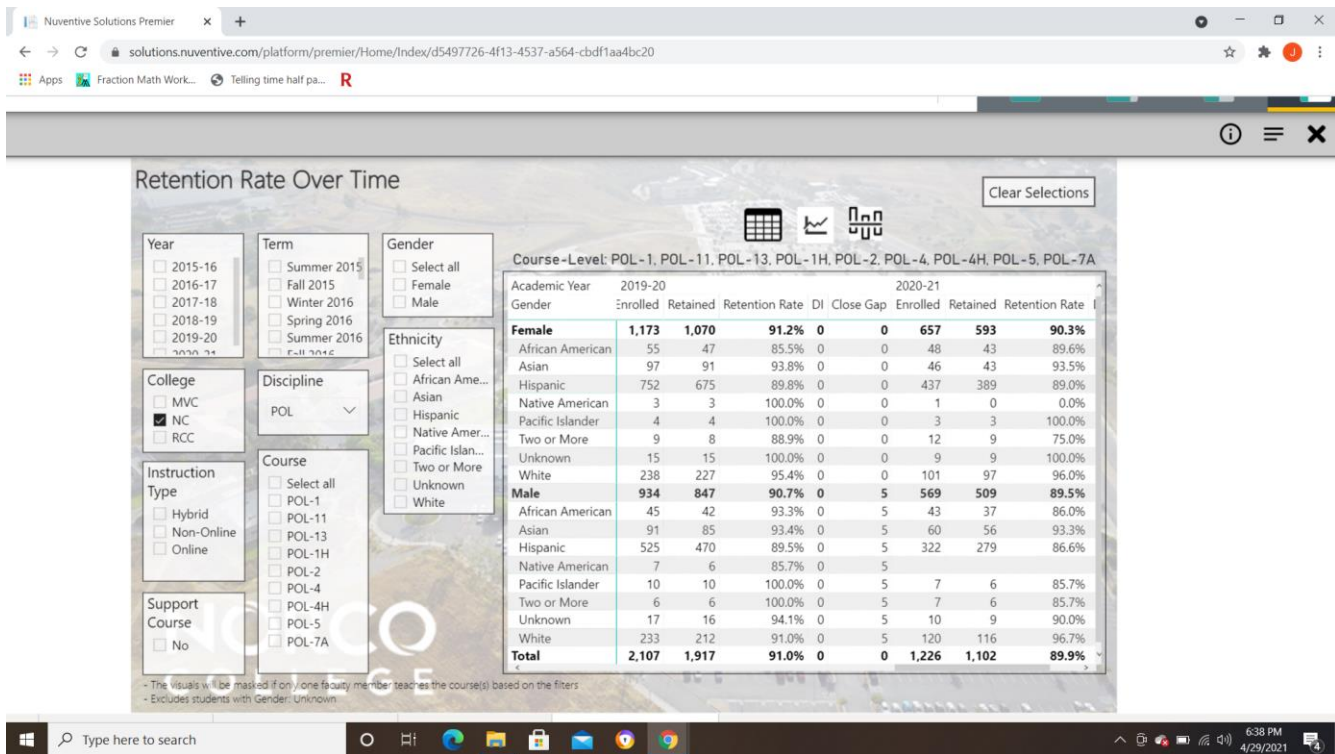 Nuventive Solutions Premier
solutions.nuventive.com/platform/premier/Home/Index/d5497726-4f13-4537-a564-cbdf1aa4bc20
J
Apps Fraction Math Work... Telling time half pa... R
Retention Rate Over Time
Clear Selections
Year
2015-16
2016-17
2017-18
2018-19
2019-20
2020-21
Term
Summer 2015
Fall 2015
Winter 2016
Spring 2016
Summer 2016
Fall 2016
Gender
Select all
Female
Male
Ethnicity
Select all
African Ame...
Asian
Hispanic
Native Amer...
Pacific Islan...
Two or More
Unknown
White
College
MVC
NC
RCC
Discipline
POL
Instruction
Type
Hybrid
Non-Online
Online
Course
Select all
POL-1
POL-11
POL-13
POL-1H
POL-2
POL-4
POL-4H
POL-5
POL-7A
Support
Course
No
Course-Level: POL-1, POL-11, POL-13, POL-1H, POL-2, POL-4, POL-4H, POL-5, POL-7A
Academic Year 2019-20 2020-21
Gender Enrolled Retained Retention Rate DI Close Gap Enrolled Retained Retention Rate
Female 1,173 1,070 91.2% 0 0 657 593 90.3%
African American 55 47 85.5% 0 0 48 43 89.6%
Asian 97 91 93.8% 0 0 46 43 93.5%
Hispanic 752 675 89.8% 0 0 437 389 89.0%
Native American 3 3 100.0% 0 0 1 0 0.0%
Pacific Islander 4 4 100.0% 0 0 3 3 100.0%
Two or More 9 8 88.9% 0 0 12 9 75.0%
Unknown 15 15 100.0% 0 0 9 9 100.0%
White 238 227 95.4% 0 0 101 97 96.0%
Male 934 847 90.7% 0 5 569 509 89.5%
African American 45 42 93.3% 0 5 43 37 86.0%
Asian 91 85 93.4% 0 5 60 56 93.3%
Hispanic 525 470 89.5% 0 5 322 279 86.6%
Native American 7 6 85.7% 0 5
Pacific Islander 10 10 100.0% 0 5 7 6 85.7%
Two or More 6 6 100.0% 0 5 7 6 85.7%
Unknown 17 16 94.1% 0 5 10 9 90.0%
White 233 212 91.0% 0 5 120 116 96.7%
Total 2,107 1,917 91.0% 0 0 1,226 1,102 89.9%
NORCO
COLLEGE
- The visuals will be masked if only one faculty member teaches the course(s) based on the filters
- Excludes students with Gender: Unknown
Type here to search
6:38 PM
4/29/2021
4